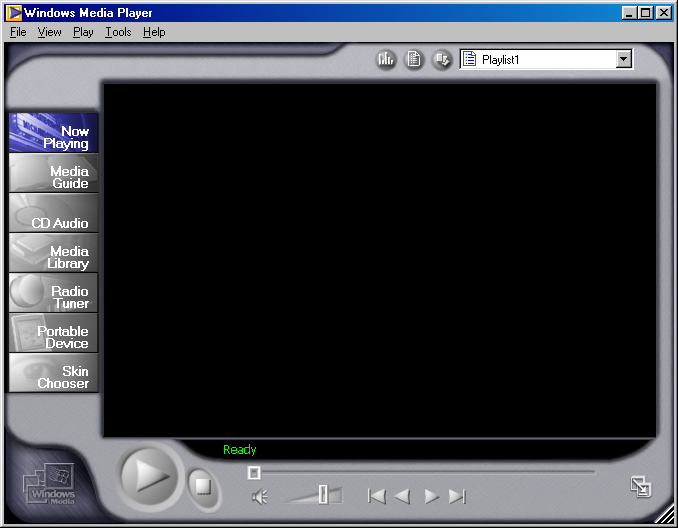 Windows Media Player
File View Play Tools Help
Playlist1
Now
Playing
Media
Guide
CD Audio
Media
Library
Radio
Tuner
Portable
Device
Skin
Chooser
Ready
Windows
Media